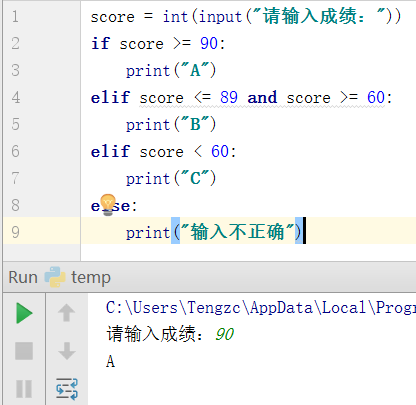 1 score = int(input("请输入成绩："))
2 if score >= 90:
3 print("A")
4 elif score <= 89 and score >= 60:
5 print("B")
6 elif score < 60:
7 print("C")
8 else:
9 print("输入不正确")
Run temp
C:\Users\Tengzc\AppData\Local\Progr
请输入成绩：90
A